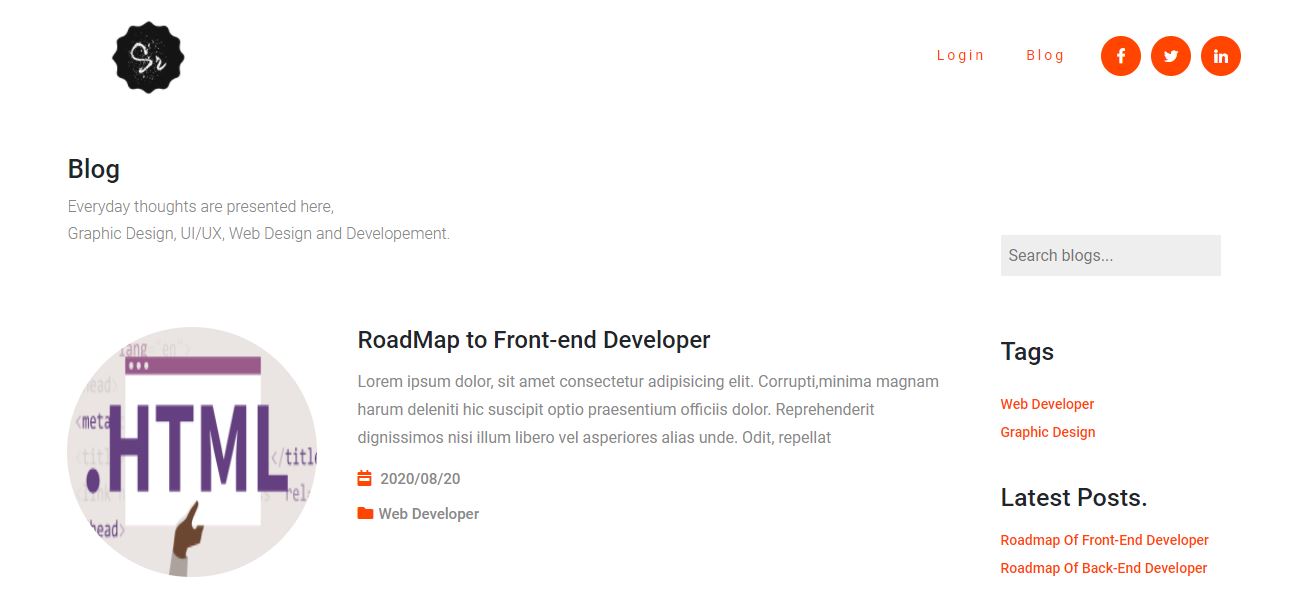 Sr
Login
Blog
Blog
Everyday thoughts are presented here,
Graphic Design, UI/UX, Web Design and Developement.
Search blogs...
lang "en">
head>
<meta
<titl
</title
<link
rel=
head>
.HTML
RoadMap to Front-end Developer
Lorem ipsum dolor, sit amet consectetur adipisicing elit. Corrupti,minima magnam
harum deleniti hic suscipit optio praesentium officiis dolor. Reprehenderit
dignissimos nisi illum libero vel asperiores alias unde. Odit, repellat
2020/08/20
Web Developer
Tags
Web Developer
Graphic Design
Latest Posts.
Roadmap Of Front-End Developer
Roadmap Of Back-End Developer